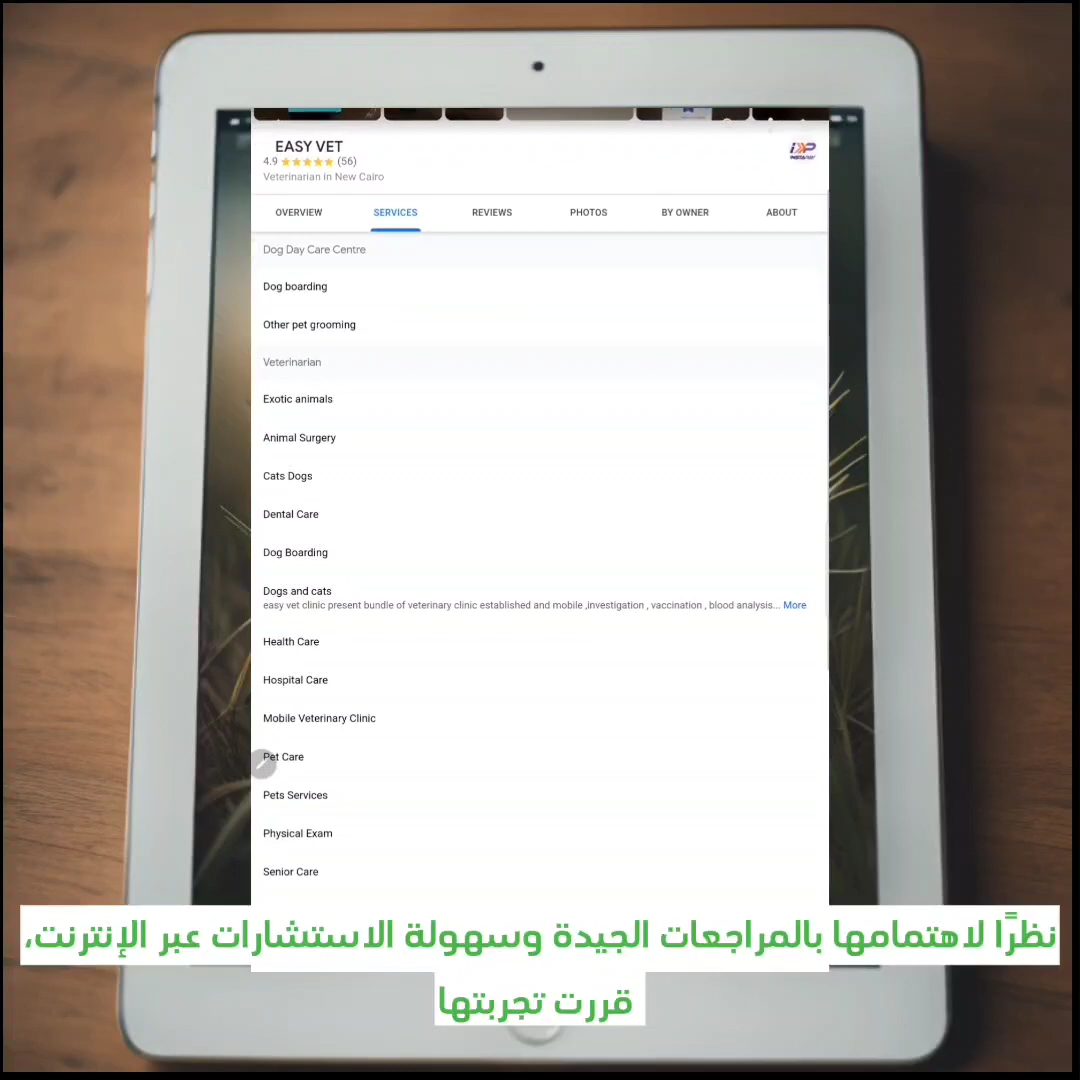 EASY VET
4.9 (56)
Veterinarian in New Cairo
INSTAPAY
OVERVIEW SERVICES REVIEWS PHOTOS BY OWNER ABOUT
Dog Day Care Centre
Dog boarding
Other pet grooming
Veterinarian
Exotic animals
Animal Surgery
Cats Dogs
Dental Care
Dog Boarding
Dogs and cats
easy vet clinic present bundle of veterinary clinic established and mobile ,investigation , vaccination , blood analysis... More
Health Care
Hospital Care
Mobile Veterinary Clinic
Pet Care
Pets Services
Physical Exam
Senior Care
نظرًا لاهتمامها بالمراجعات الجيدة وسهولة الاستشارات عبر الإنترنت،
قررت تجربتها